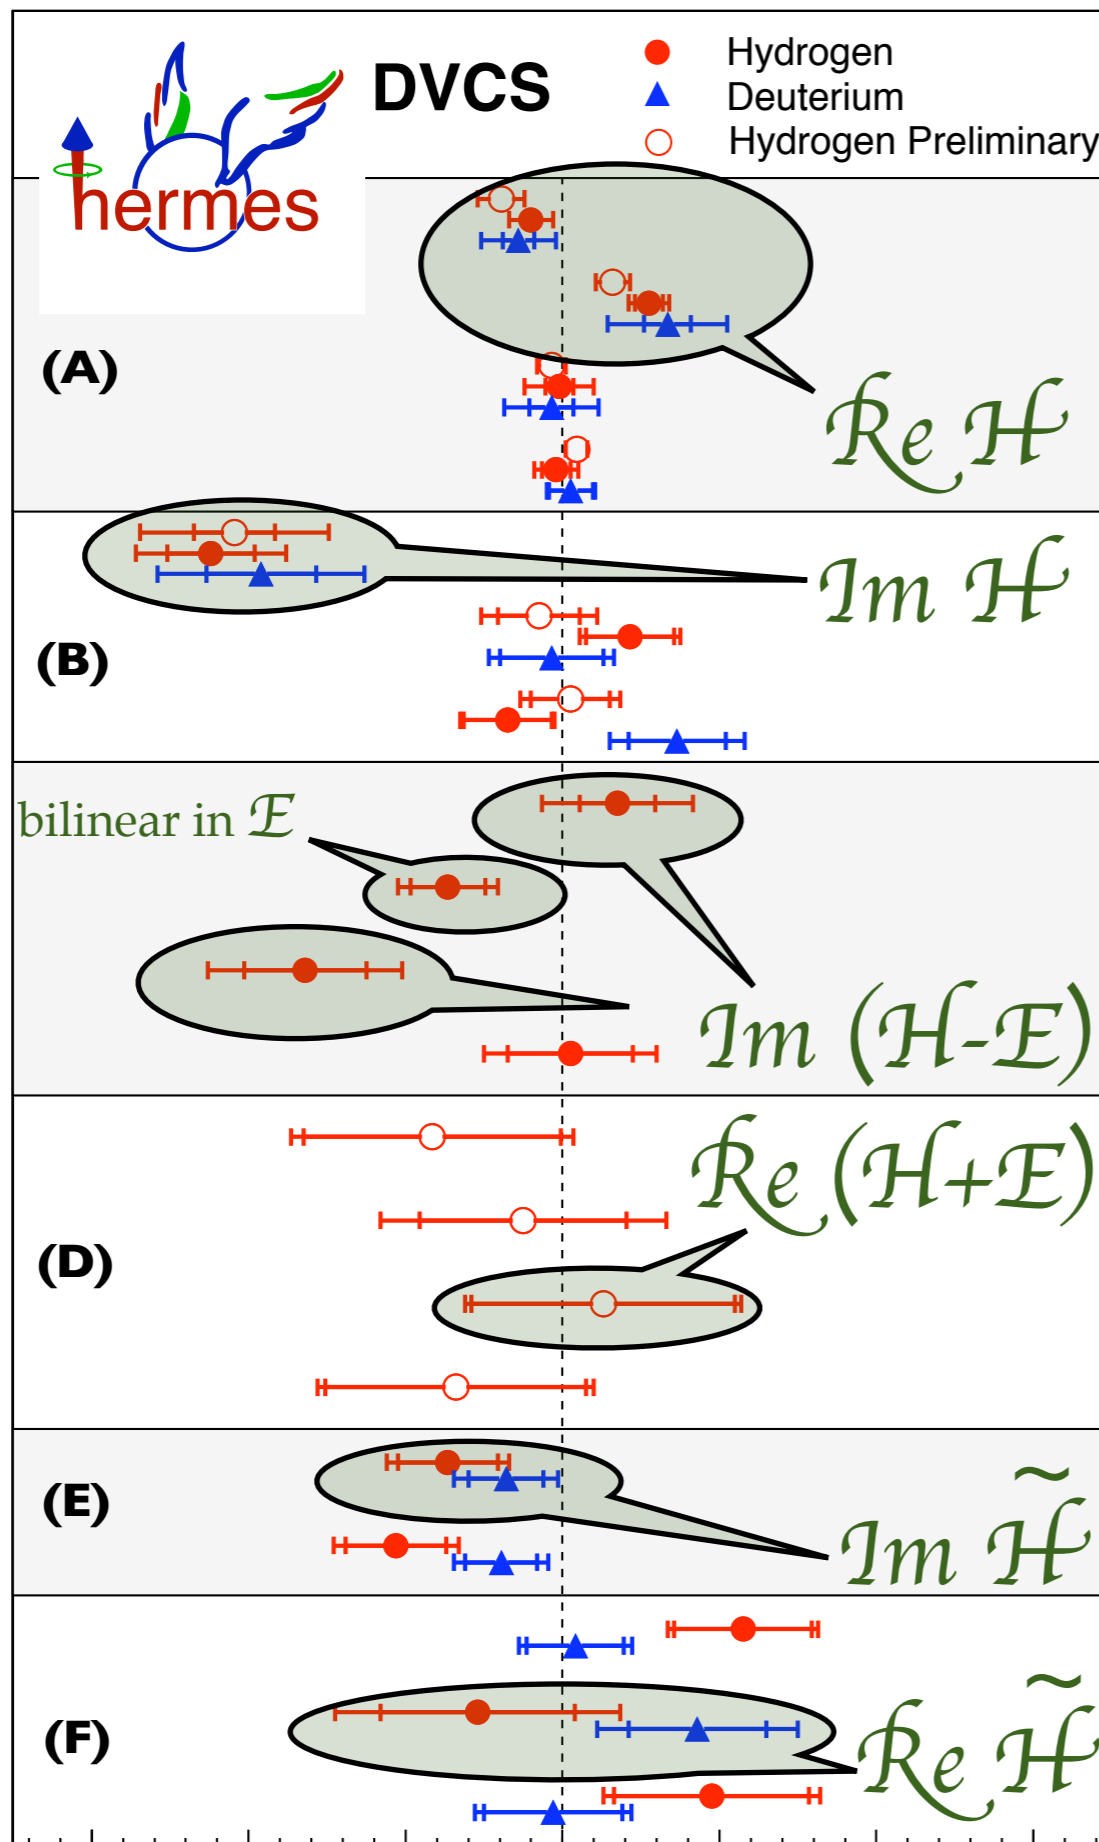 hermes
DVCS
Hydrogen
Deuterium
Hydrogen Preliminary
(A)
Re H
Im H
(B)
bilinear in E
Im (H-E)
Re (H+E)
(D)
(E)
Im H̃
(F)
Re H̃